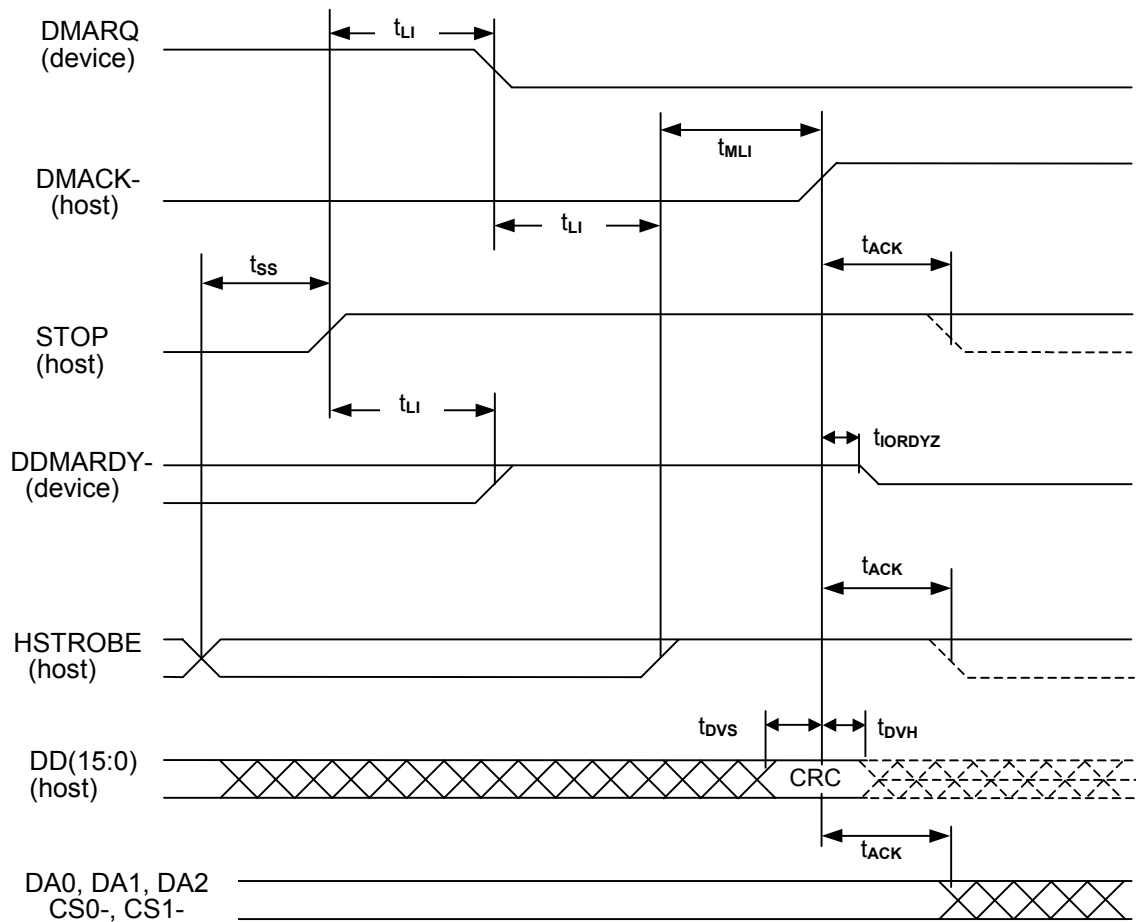 DMARQ
(device)
tLI
tMLI
DMACK-
(host)
tLI
tACK
tSS
STOP
(host)
tLI
tIORDYZ
DDMARDY-
(device)
tACK
HSTROBE
(host)
tDVS
tDVH
DD(15:0)
(host)
CRC
tACK
DA0, DA1, DA2
CS0-, CS1-